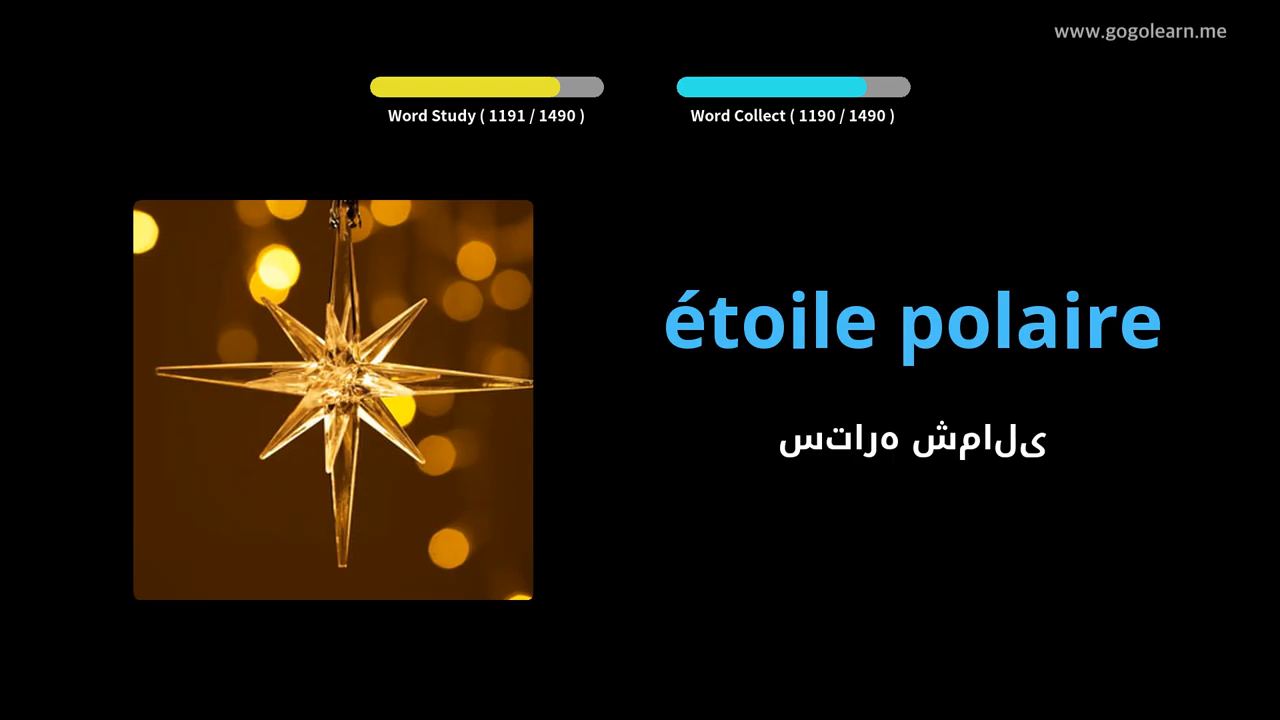 www.gogolearn.me
Word Study ( 1191 / 1490 )
Word Collect ( 1190 / 1490 )
étoile polaire
ستاره شمالی